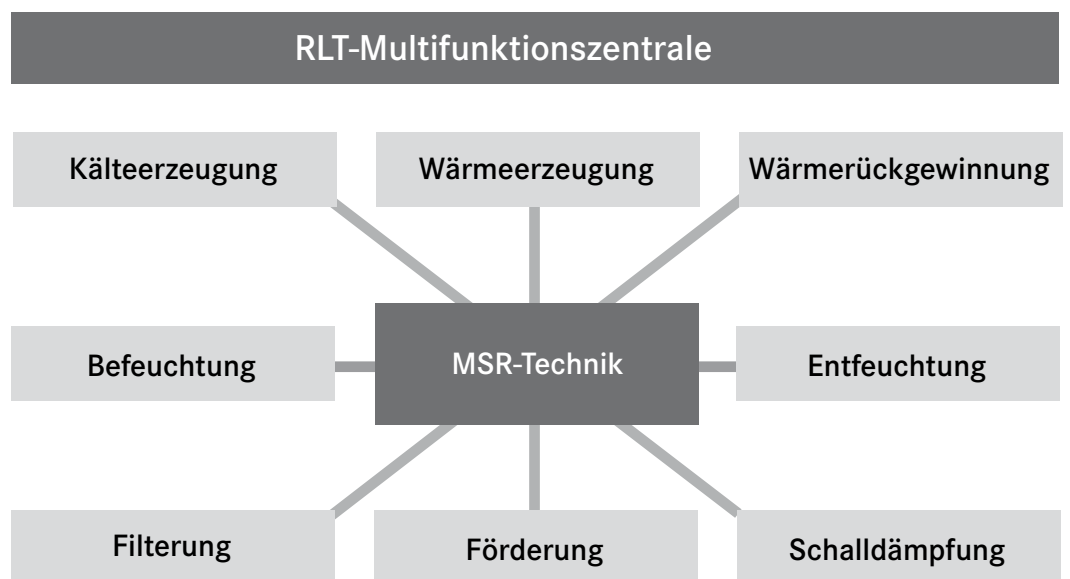 RLT-Multifunktionszentrale
Kälteerzeugung
Wärmeerzeugung
Wärmerückgewinnung
Befeuchtung
MSR-Technik
Entfeuchtung
Filterung
Förderung
Schalldämpfung